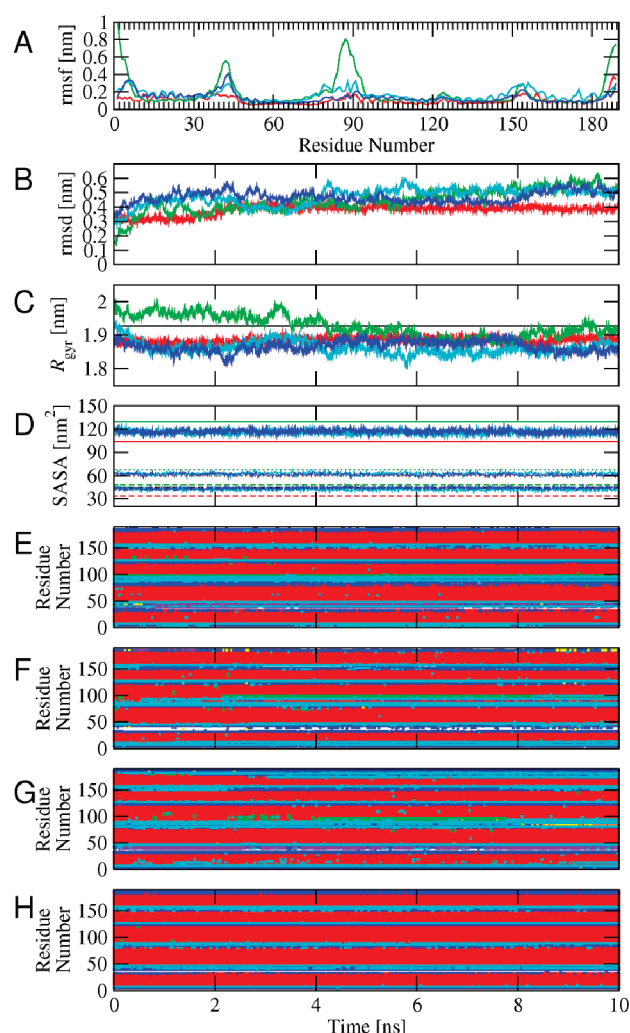 A
rmsf [nm]
1
0.8
0.6
0.4
0.2
0
0 30 60 90 120 150 180
Residue Number
B
rmsd [nm]
0.6
0.5
0.4
0.3
0.2
0.1
0
C
Rgyr [nm]
2
1.9
1.8
D
SASA [nm²]
150
120
90
60
30
E
Residue
Number
150
100
50
0
F
Residue
Number
150
100
50
0
G
Residue
Number
150
100
50
0
H
Residue
Number
150
100
50
0
0 2 4 6 8 10
Time [ns]